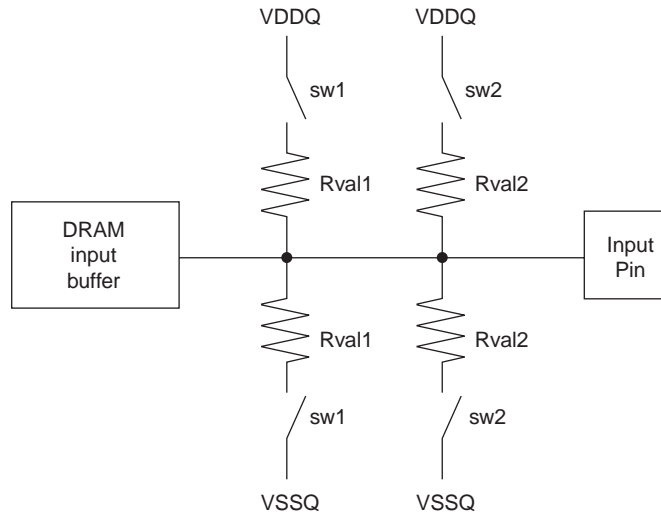 VDDQ
VDDQ
sw1
sw2
Rval1
Rval2
DRAM
input
buffer
Input
Pin
Rval1
Rval2
sw1
sw2
VSSQ
VSSQ